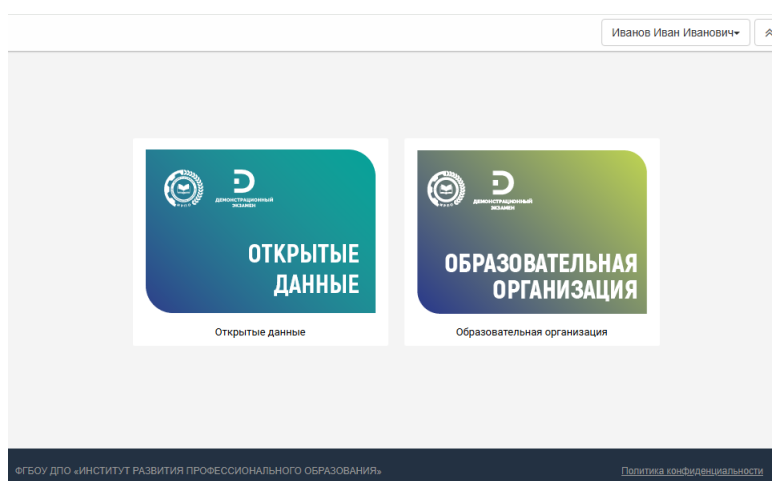 Иванов Иван Иванович
ДЕМОНСТРАЦИОННЫЙ
ЭКЗАМЕН
ОТКРЫТЫЕ
ДАННЫЕ
Открытые данные
ДЕМОНСТРАЦИОННЫЙ
ЭКЗАМЕН
ОБРАЗОВАТЕЛЬНАЯ
ОРГАНИЗАЦИЯ
Образовательная организация
ФГБОУ ДПО «ИНСТИТУТ РАЗВИТИЯ ПРОФЕССИОНАЛЬНОГО ОБРАЗОВАНИЯ»
Политика конфиденциальности